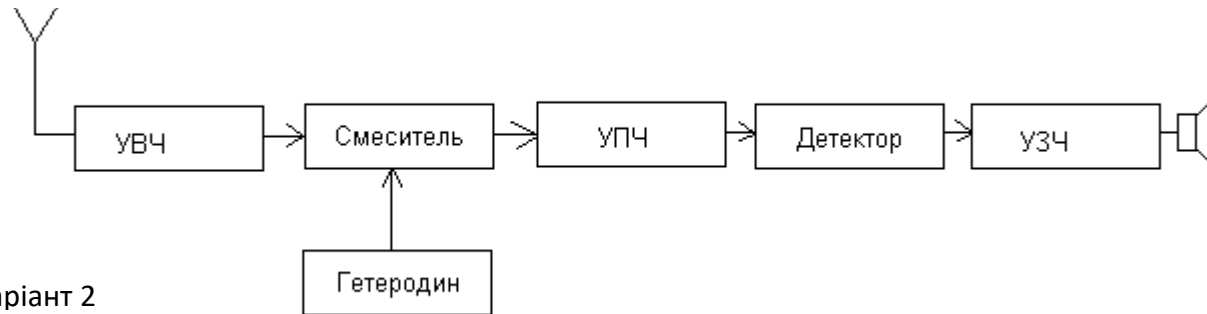 УВЧ
Смеситель
УПЧ
Детектор
УЗЧ
Гетеродин
аріант 2